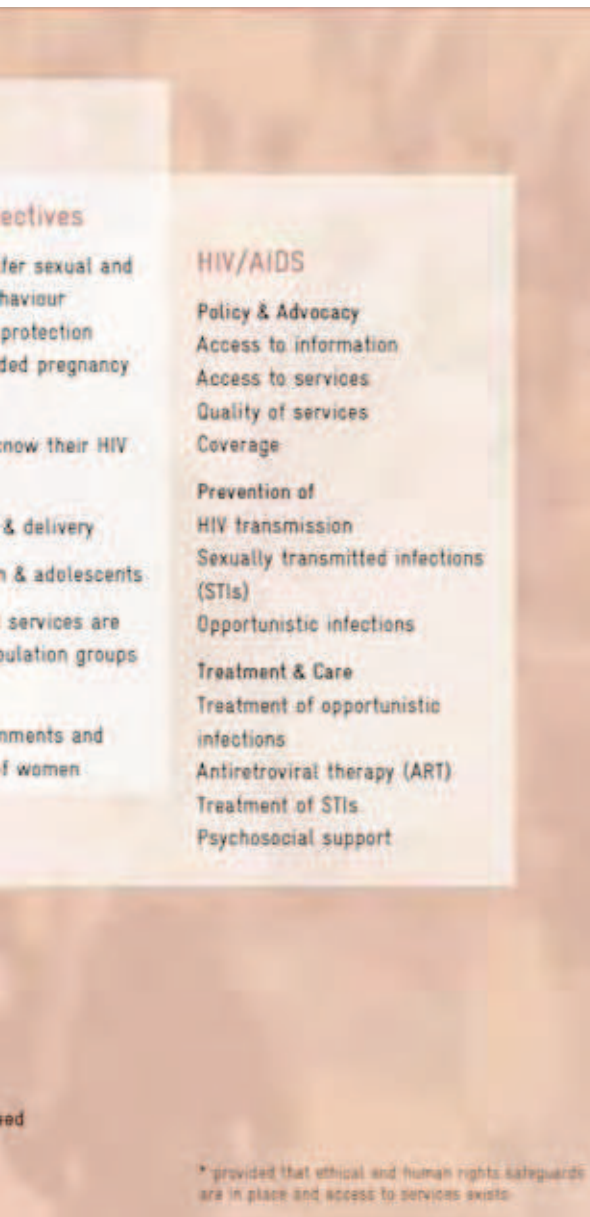 ectives
fer sexual and
haviour
protection
ded pregnancy
know their HIV
& delivery
n & adolescents
services are
pulation groups
nments and
f women
HIV/AIDS
Policy & Advocacy
Access to information
Access to services
Quality of services
Coverage
Prevention of
HIV transmission
Sexually transmitted infections
(STIs)
Opportunistic infections
Treatment & Care
Treatment of opportunistic
infections
Antiretroviral therapy (ART)
Treatment of STIs
Psychosocial support
* provided that ethical and human rights safeguards
are in place and access to services exists